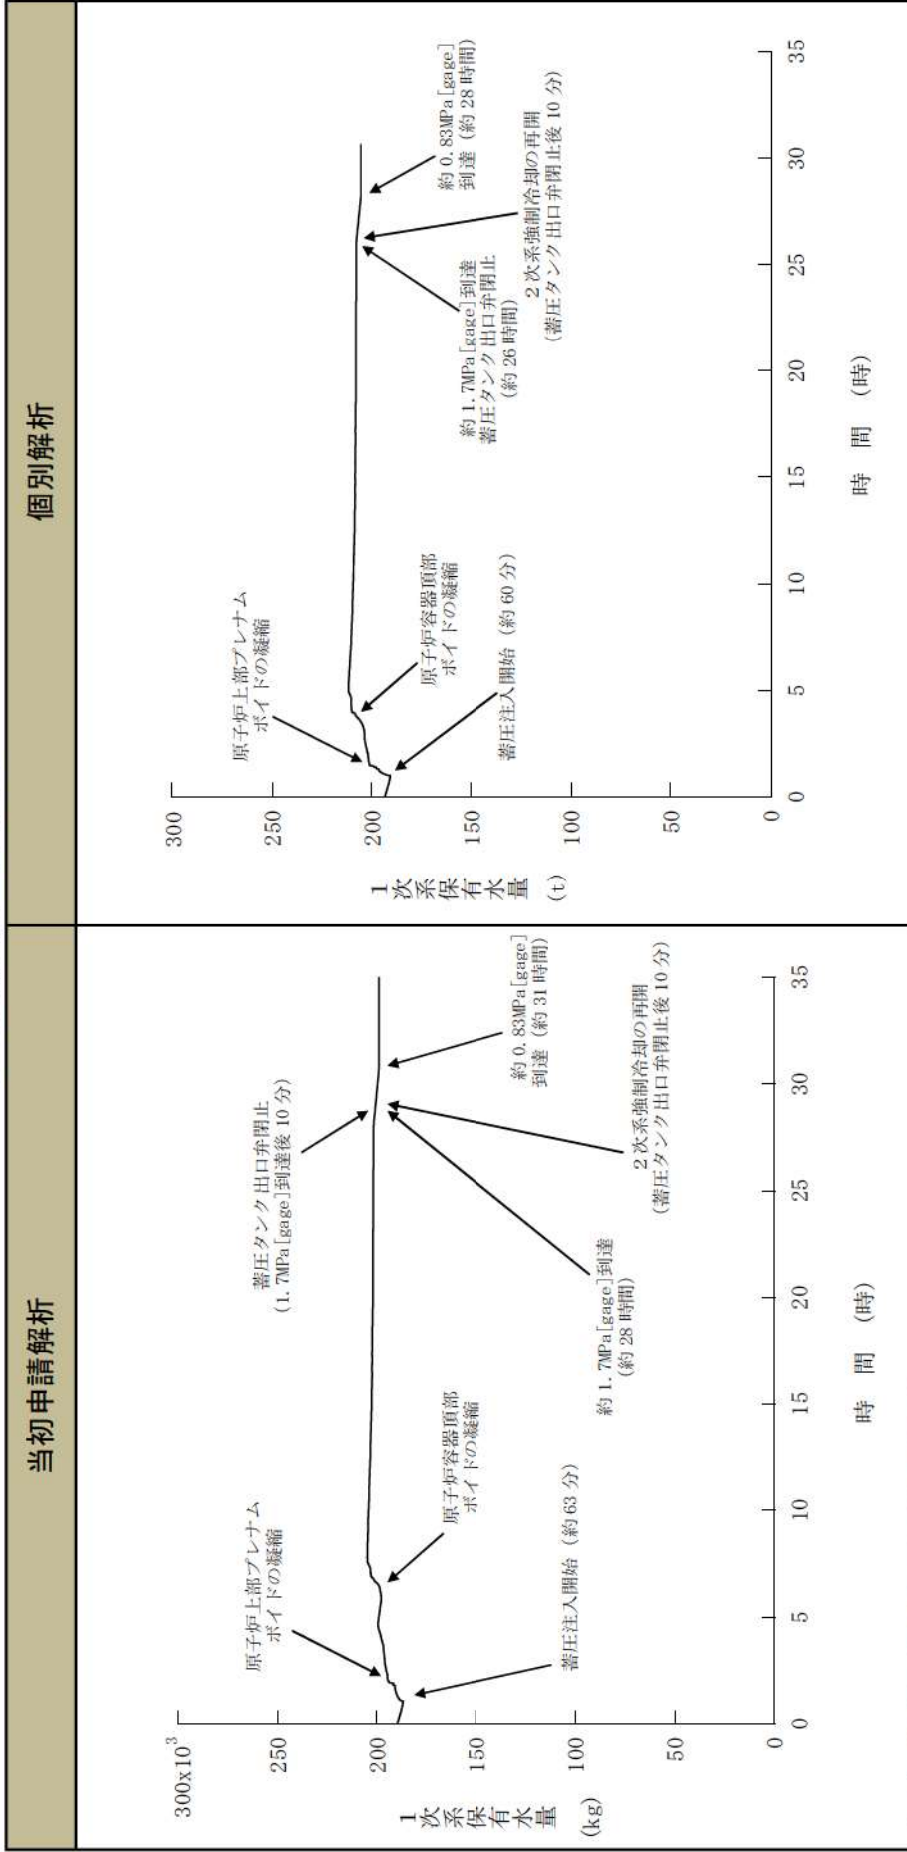 当初申請解析
300x10³
250
200
150
100
50
0
1次系保有水量
(kg)
原子炉上部プレナム
ボイドの凝縮
蓄圧タンク出口弁閉止
(1.7MPa[gage]到達後10分)
原子炉容器頂部
ボイドの凝縮
蓄圧注入開始（約63分）
約1.7MPa[gage]到達
(約28時間)
2次系強制冷却の再開
(蓄圧タンク出口弁閉止後10分)
約0.83MPa[gage]
到達（約31時間）
0 5 10 15 20 25 30 35
時 間 (時)
個別解析
300
250
200
150
100
50
0
1次系保有水量
(t)
原子炉上部プレナム
ボイドの凝縮
原子炉容器頂部
ボイドの凝縮
蓄圧注入開始（約60分）
約1.7MPa[gage]到達
蓄圧タンク出口弁閉止
(約26時間)
2次系強制冷却の再開
(蓄圧タンク出口弁閉止後10分)
約0.83MPa[gage]
到達（約28時間）
0 5 10 15 20 25 30 35
時 間 (時)